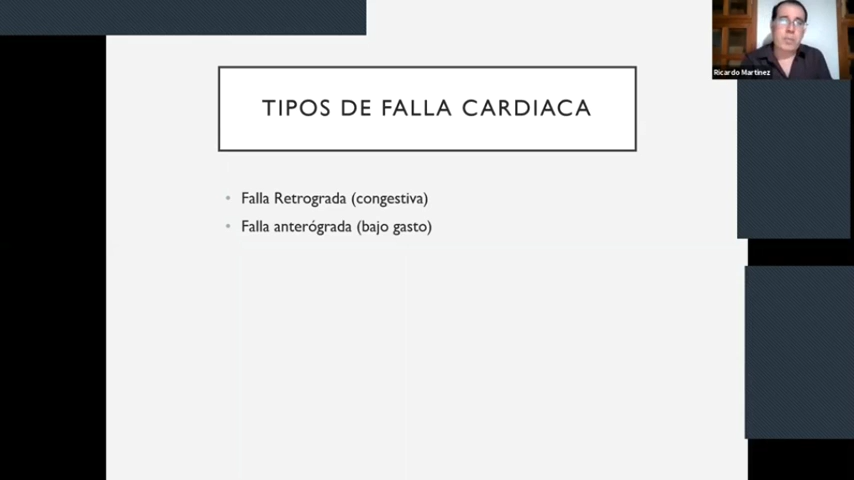 TIPOS DE FALLA CARDIACA
Ricardo Martinez
• Falla Retrograda (congestiva)
• Falla anterógrada (bajo gasto)